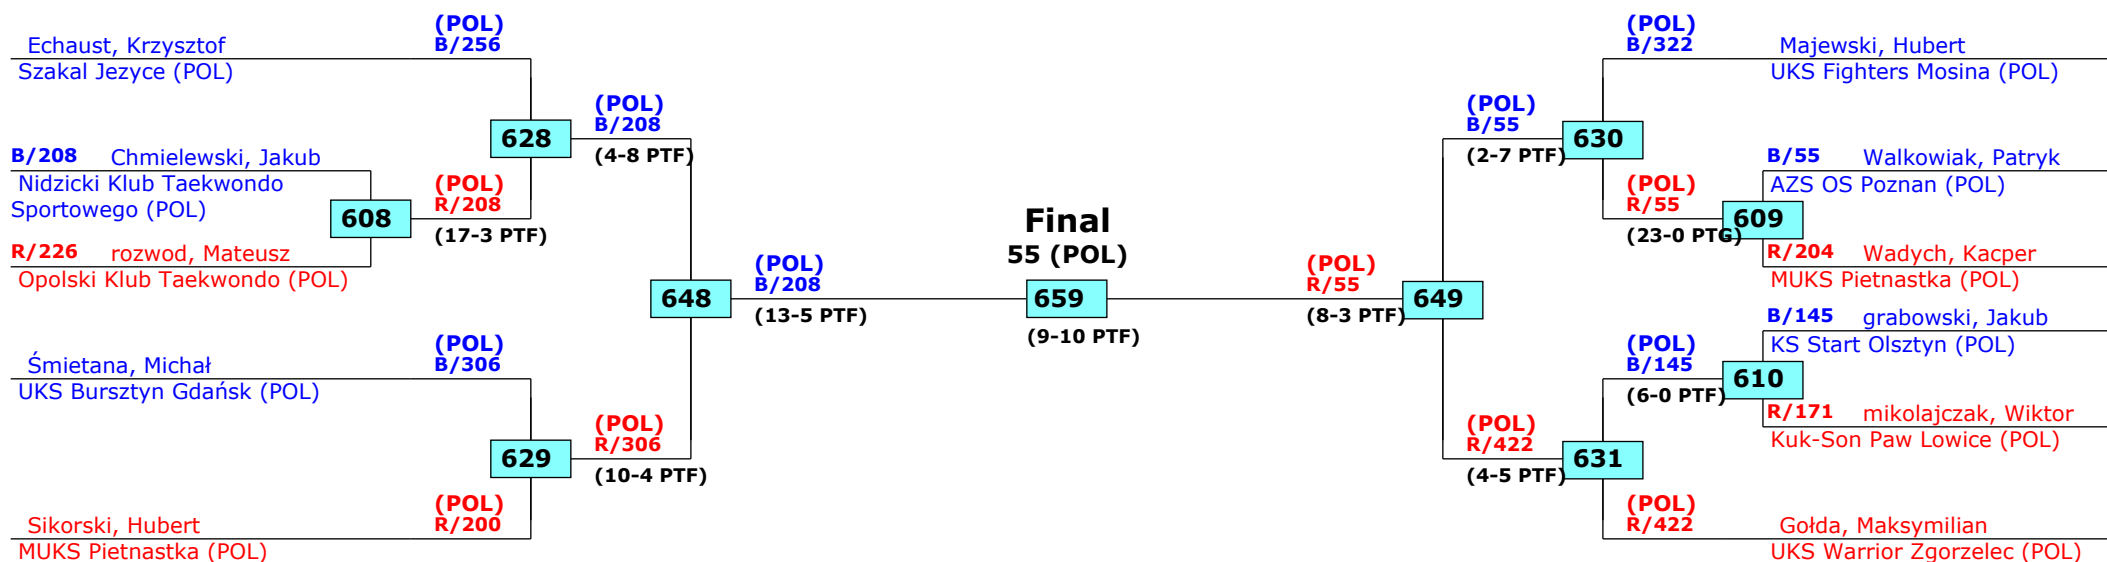 (POL)
B/256
Echaust, Krzysztof
Szakal Jezyce (POL)
628
(POL)
B/208
(4-8 PTF)
B/208 Chmielewski, Jakub
Nidzicki Klub Taekwondo
Sportowego (POL)
608
(POL)
R/208
(17-3 PTF)
R/226 rozwod, Mateusz
Opolski Klub Taekwondo (POL)
648
(POL)
B/208
(13-5 PTF)
(POL)
B/306
Śmietana, Michał
UKS Bursztyn Gdańsk (POL)
629
(POL)
R/306
(10-4 PTF)
(POL)
R/200
Sikorski, Hubert
MUKS Pietnastka (POL)
Final
55 (POL)
659
(9-10 PTF)
(POL)
R/55
(8-3 PTF)
649
(POL)
B/55
(2-7 PTF)
630
(POL)
B/322
Majewski, Hubert
UKS Fighters Mosina (POL)
B/55 Walkowiak, Patryk
AZS OS Poznan (POL)
(POL)
R/55
(23-0 PTG)
609
R/204 Wadych, Kacper
MUKS Pietnastka (POL)
B/145 grabowski, Jakub
KS Start Olsztyn (POL)
(POL)
B/145
(6-0 PTF)
610
R/171 mikolajczak, Wiktor
Kuk-Son Paw Lowice (POL)
(POL)
R/422
(4-5 PTF)
631
(POL)
R/422
Gołda, Maksymilian
UKS Warrior Zgorzelec (POL)